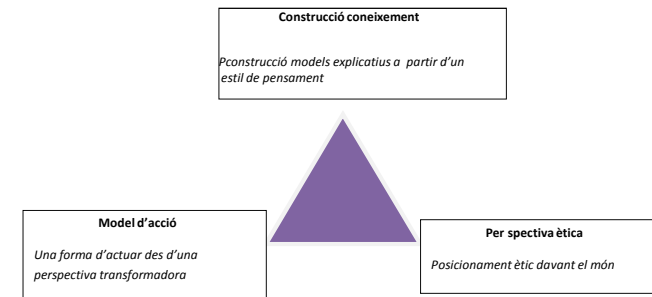 Construcció coneixement
Pconstrucció models explicatius a partir d’un
estil de pensament
Model d’acció
Una forma d’actuar des d’una
perspectiva transformadora
Per spectiva ètica
Posicionament ètic davant el món